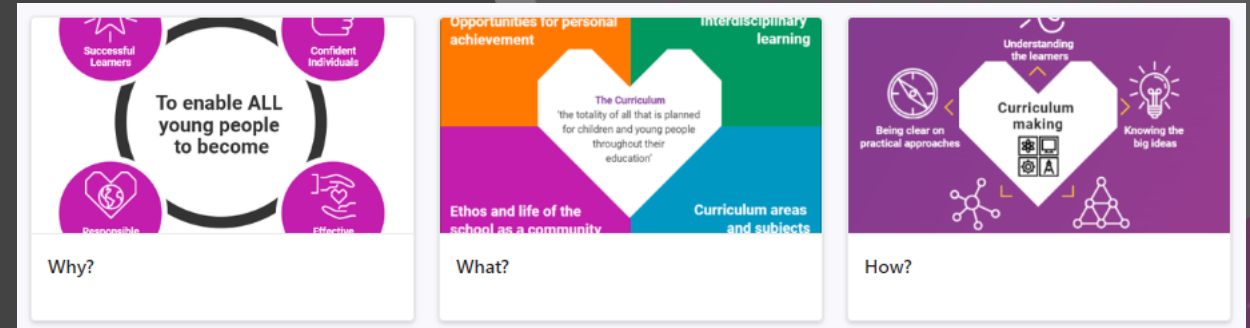 Successful
Learners
Confident
Individuals
To enable ALL
young people
to become
Responsible
Effective
Why?
Opportunities for personal
achievement
Interdisciplinary
learning
The Curriculum
'the totality of all that is planned
for children and young people
throughout their
education'
Ethos and life of the
school as a community
Curriculum areas
and subjects
What?
Understanding
the learners
Being clear on
practical approaches
Curriculum
making
Knowing the
big ideas
How?